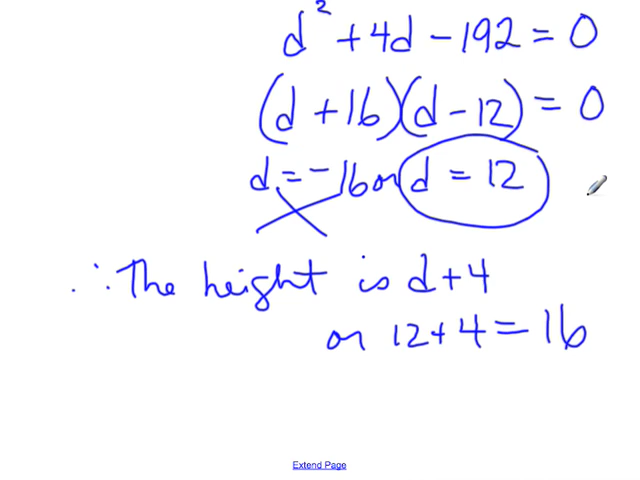 d² + 4d - 192 = 0
(d + 16)(d - 12) = 0
d = -16 or d = 12
∴ The height is d + 4
or 12 + 4 = 16
Extend Page